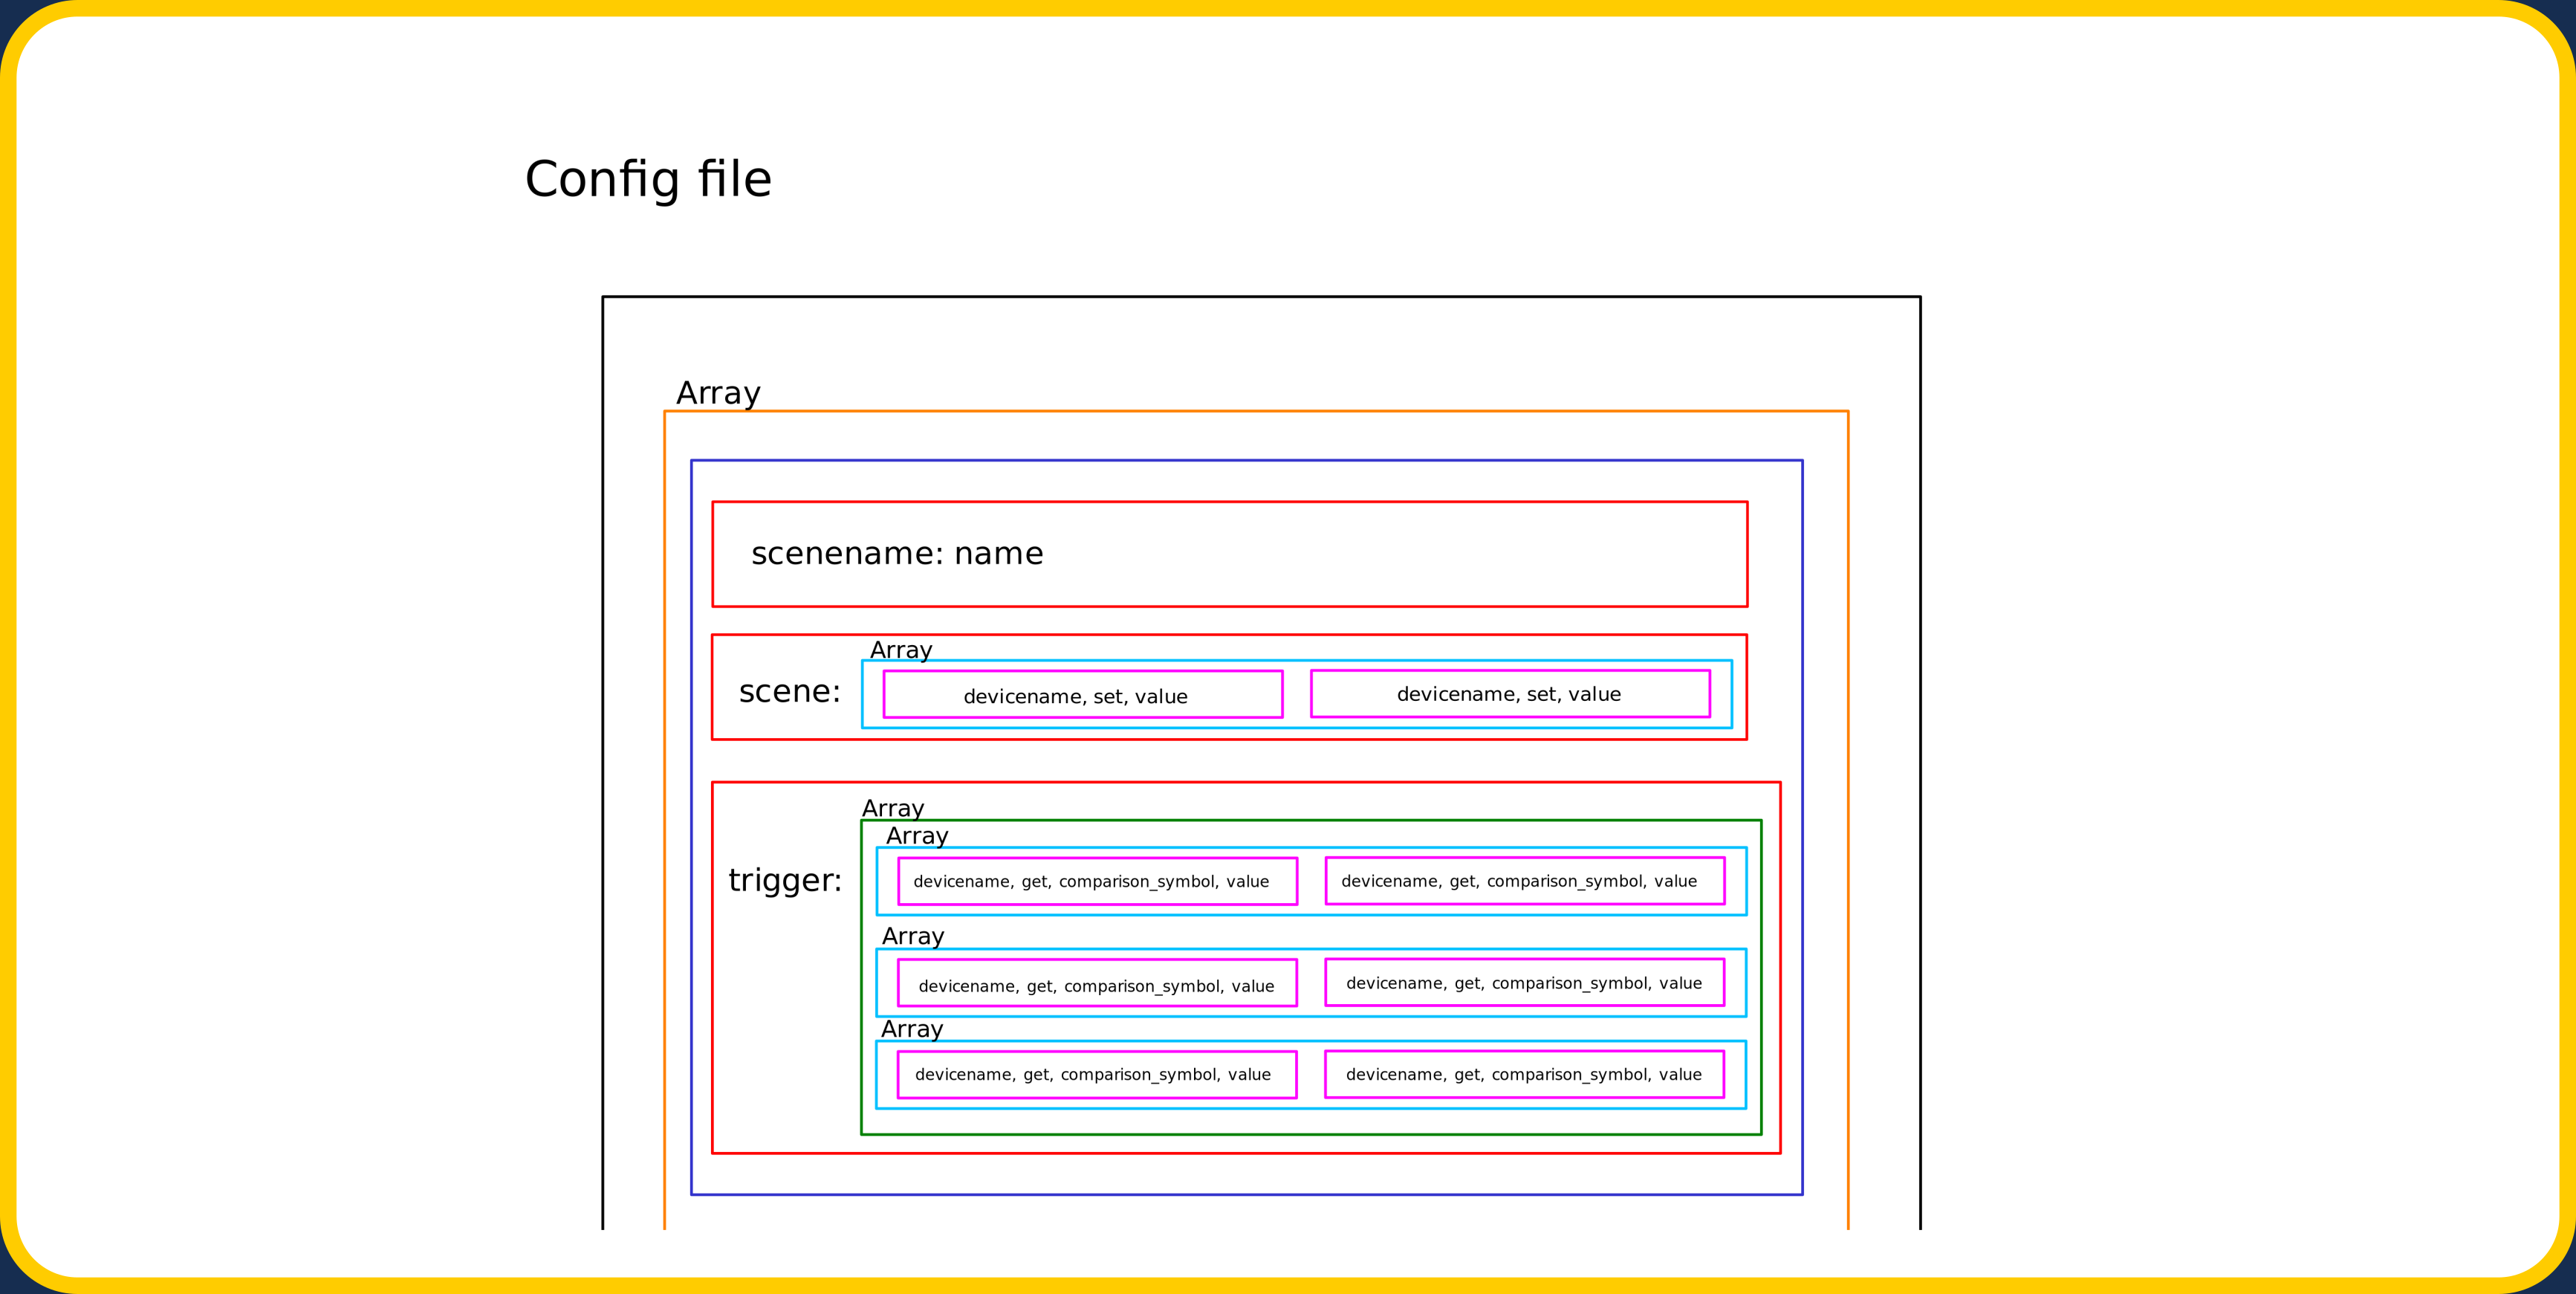 Config file
Array
scenename: name
Array
scene:
devicename, set, value
devicename, set, value
Array
Array
trigger:
devicename, get, comparison_symbol, value
devicename, get, comparison_symbol, value
Array
devicename, get, comparison_symbol, value
devicename, get, comparison_symbol, value
Array
devicename, get, comparison_symbol, value
devicename, get, comparison_symbol, value